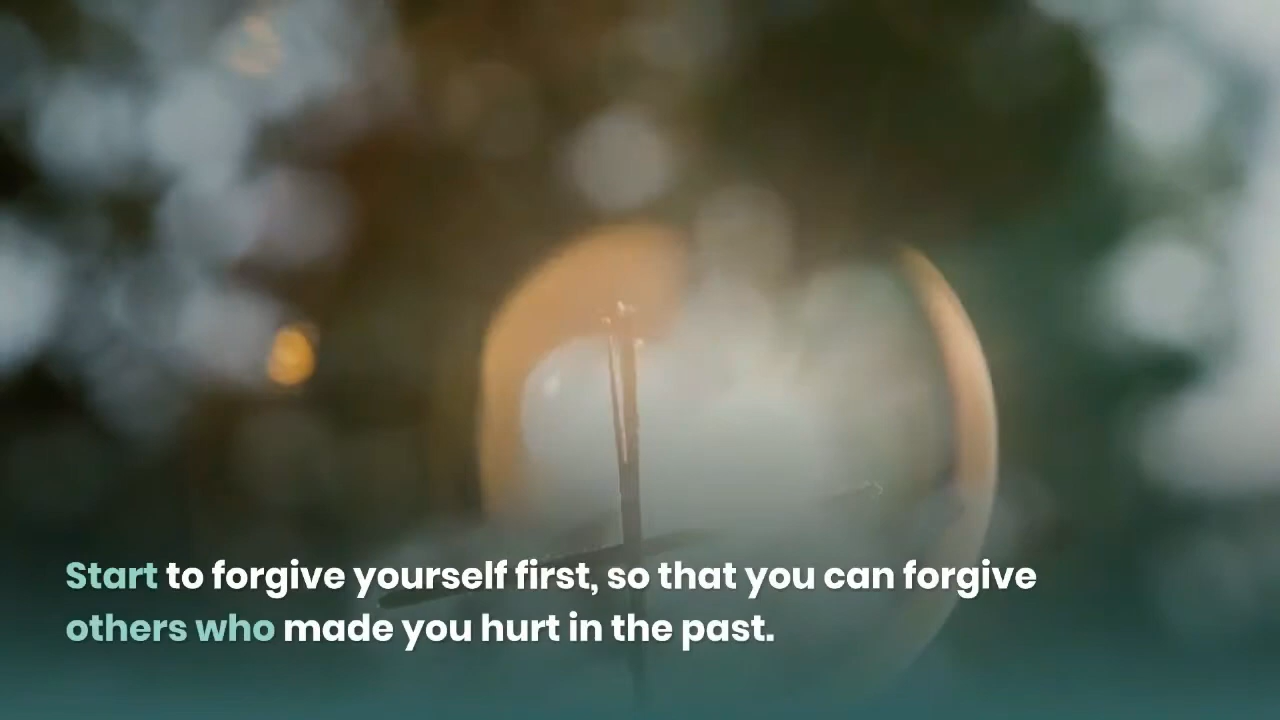 Start to forgive yourself first, so that you can forgive
others who made you hurt in the past.